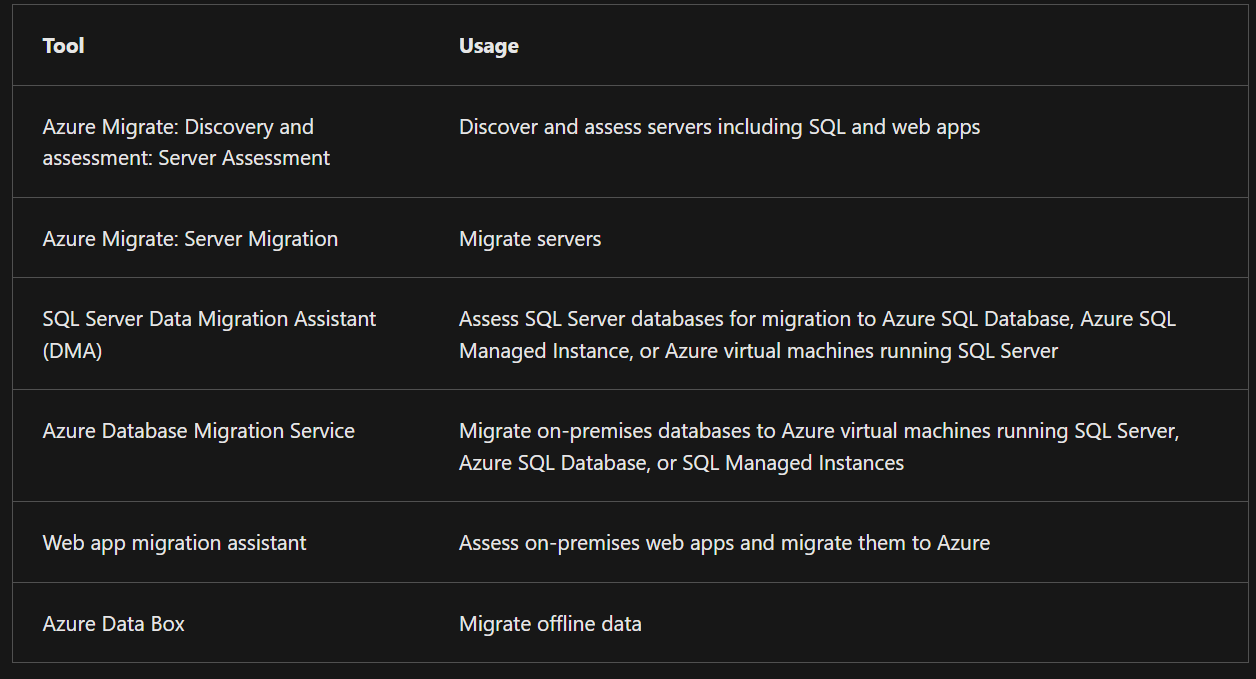 Tool
Usage
Azure Migrate: Discovery and
assessment: Server Assessment
Discover and assess servers including SQL and web apps
Azure Migrate: Server Migration
Migrate servers
SQL Server Data Migration Assistant
(DMA)
Assess SQL Server databases for migration to Azure SQL Database, Azure SQL
Managed Instance, or Azure virtual machines running SQL Server
Azure Database Migration Service
Migrate on-premises databases to Azure virtual machines running SQL Server,
Azure SQL Database, or SQL Managed Instances
Web app migration assistant
Assess on-premises web apps and migrate them to Azure
Azure Data Box
Migrate offline data